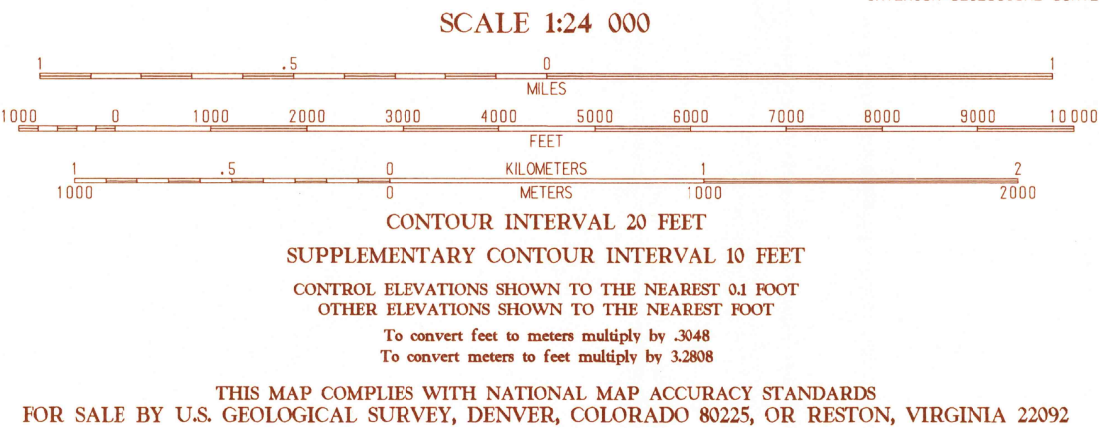 SCALE 1:24 000
1 .5 0 1
MILES
1000 0 1000 2000 3000 4000 5000 6000 7000 8000 9000 10 000
FEET
1 .5 0 KILOMETERS 1 2
1000 0 METERS 1000 2000
CONTOUR INTERVAL 20 FEET
SUPPLEMENTARY CONTOUR INTERVAL 10 FEET
CONTROL ELEVATIONS SHOWN TO THE NEAREST 0.1 FOOT
OTHER ELEVATIONS SHOWN TO THE NEAREST FOOT
To convert feet to meters multiply by .3048
To convert meters to feet multiply by 3.2808
THIS MAP COMPLIES WITH NATIONAL MAP ACCURACY STANDARDS
FOR SALE BY U.S. GEOLOGICAL SURVEY, DENVER, COLORADO 80225, OR RESTON, VIRGINIA 22092